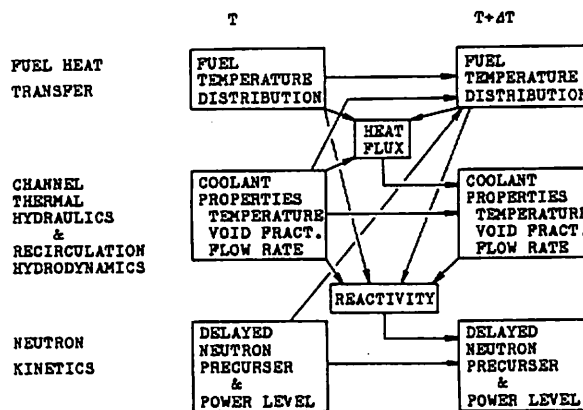 T
T+ΔT
FUEL HEAT
TRANSFER
FUEL
TEMPERATURE
DISTRIBUTION
FUEL
TEMPERATURE
DISTRIBUTION
HEAT
FLUX
CHANNEL
THERMAL
HYDRAULICS
&
RECIRCULATION
HYDRODYNAMICS
COOLANT
PROPERTIES
TEMPERATURE
VOID FRACT.
FLOW RATE
COOLANT
PROPERTIES
TEMPERATURE
VOID FRACT.
FLOW RATE
REACTIVITY
NEUTRON
KINETICS
DELAYED
NEUTRON
PRECURSER
&
POWER LEVEL
DELAYED
NEUTRON
PRECURSER
&
POWER LEVEL